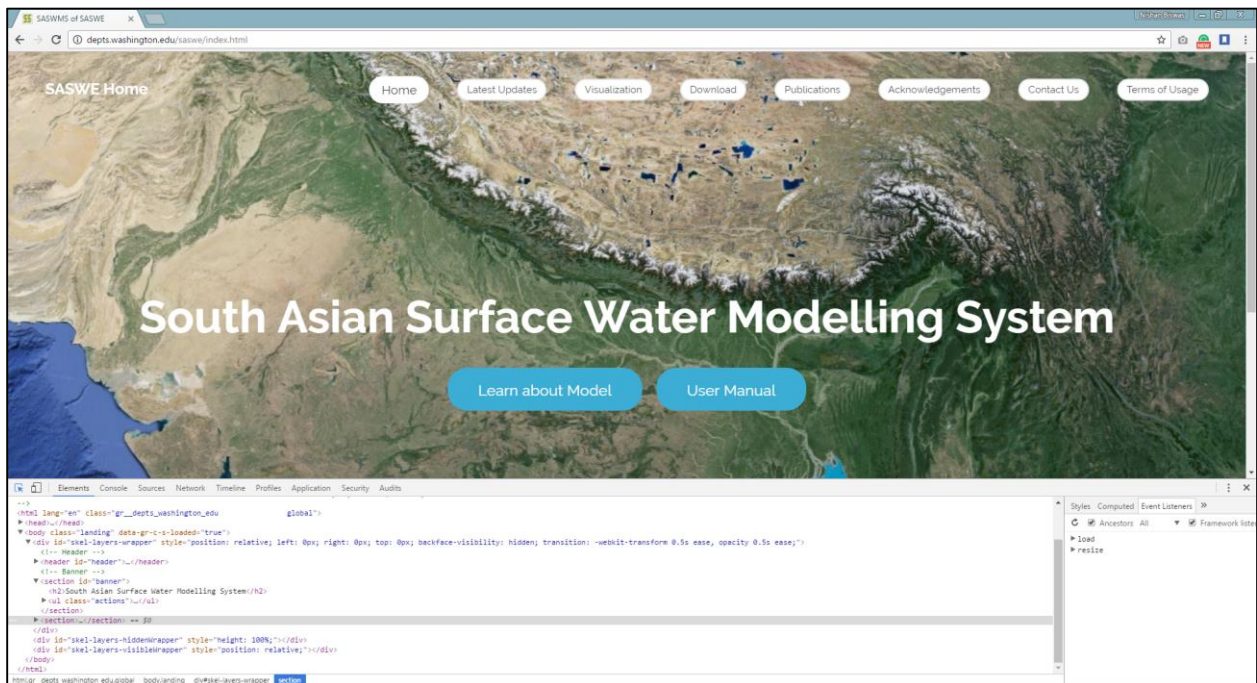 SASWMS of SASWE
Nishan Biswas
depts.washington.edu/saswe/index.html
NEW
SASWE Home Home Latest Updates Visualization Download Publications Acknowledgements Contact Us Terms of Usage
South Asian Surface Water Modelling System
Learn about Model User Manual
Elements Console Sources Network Timeline Profiles Application Security Audits
Styles Computed Event Listeners »
Ancestors All Framework liste
load
resize
-->
<html lang="en" class="gr__depts_washington_edu global">
<head>…</head>
<body class="landing" data-gr-c-s-loaded="true">
<div id="skel-layers-wrapper" style="position: relative; left: 0px; right: 0px; top: 0px; backface-visibility: hidden; transition: -webkit-transform 0.5s ease, opacity 0.5s ease;">
<!-- Header -->
<header id="header">…</header>
<!-- Banner -->
<section id="banner">
<h2>South Asian Surface Water Modelling System</h2>
<ul class="actions">…</ul>
</section>
<section>…</section> == $0
</div>
<div id="skel-layers-hiddenWrapper" style="height: 100%;"></div>
<div id="skel-layers-visibleWrapper" style="position: relative;"></div>
</body>
</html>
html.gr__depts_washington_edu.global body.landing div#skel-layers-wrapper section